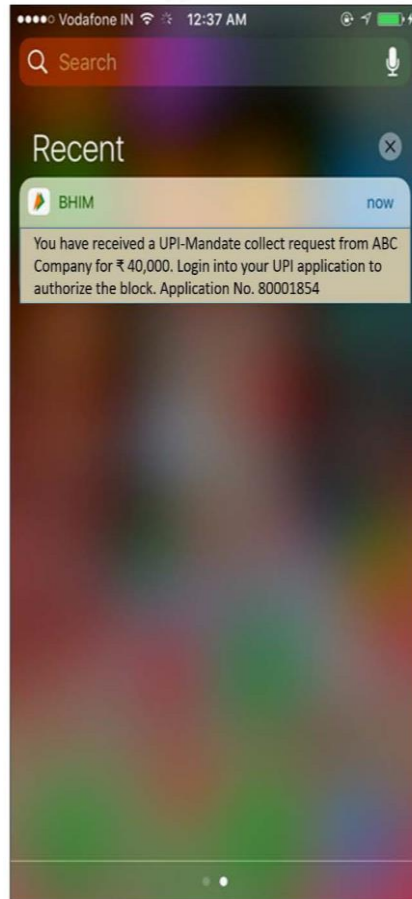 Vodafone IN 12:37 AM
Search
Recent
BHIM now
You have received a UPI-Mandate collect request from ABC
Company for ₹ 40,000. Login into your UPI application to
authorize the block. Application No. 80001854